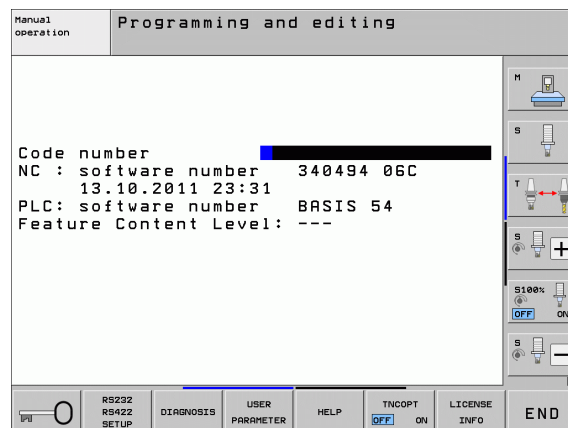 Manual
operation
Programming and editing
M
Code number
S
NC : software number 340494 06C
13.10.2011 23:31
T
PLC: software number BASIS 54
Feature Content Level: ---
S
+
S100%
OFF ON
S
-
RS232
RS422
SETUP
DIAGNOSIS
USER
PARAMETER
HELP
TNCOPT
OFF ON
LICENSE
INFO
END